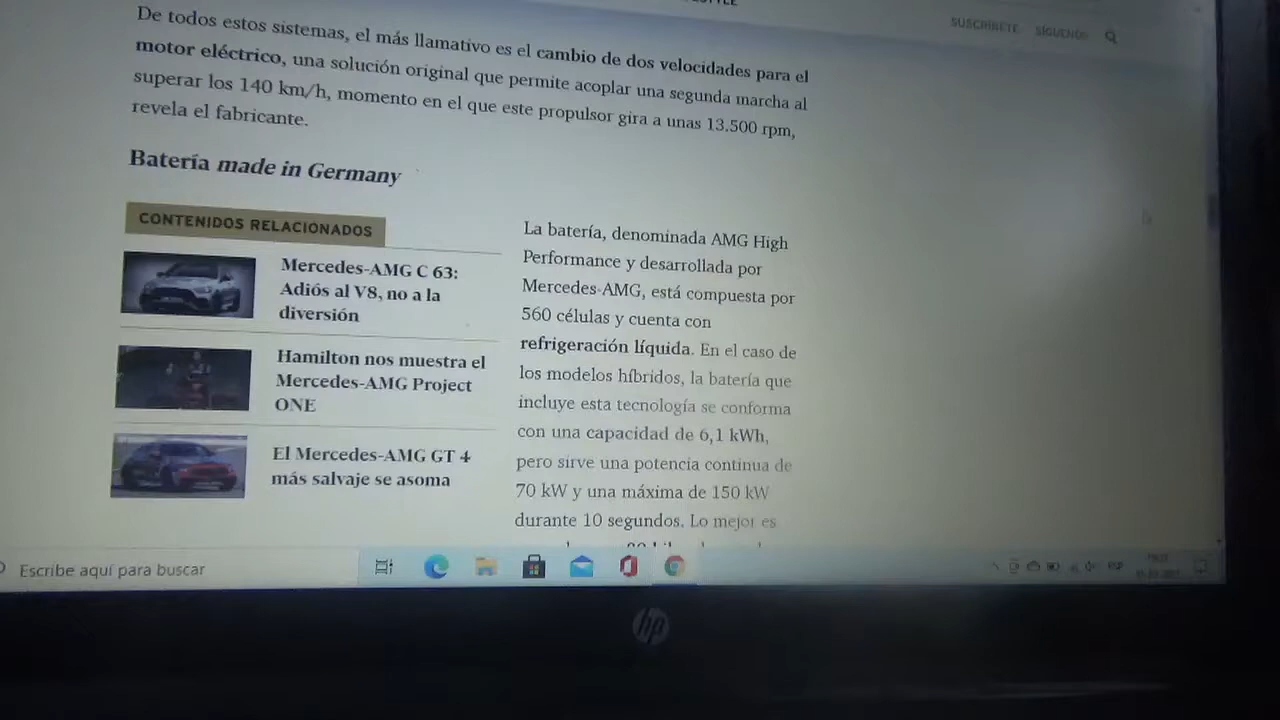 SUSCRÍBETE SÍGUENOS
De todos estos sistemas, el más llamativo es el cambio de dos velocidades para el
motor eléctrico, una solución original que permite acoplar una segunda marcha al
superar los 140 km/h, momento en el que este propulsor gira a unas 13.500 rpm,
revela el fabricante.
Batería made in Germany
CONTENIDOS RELACIONADOS
Mercedes-AMG C 63:
Adiós al V8, no a la
diversión
Hamilton nos muestra el
Mercedes-AMG Project
ONE
El Mercedes-AMG GT 4
más salvaje se asoma
La batería, denominada AMG High
Performance y desarrollada por
Mercedes-AMG, está compuesta por
560 células y cuenta con
refrigeración líquida. En el caso de
los modelos híbridos, la batería que
incluye esta tecnología se conforma
con una capacidad de 6,1 kWh,
pero sirve una potencia continua de
70 kW y una máxima de 150 kW
durante 10 segundos. Lo mejor es
Escribe aquí para buscar
ESP
hp